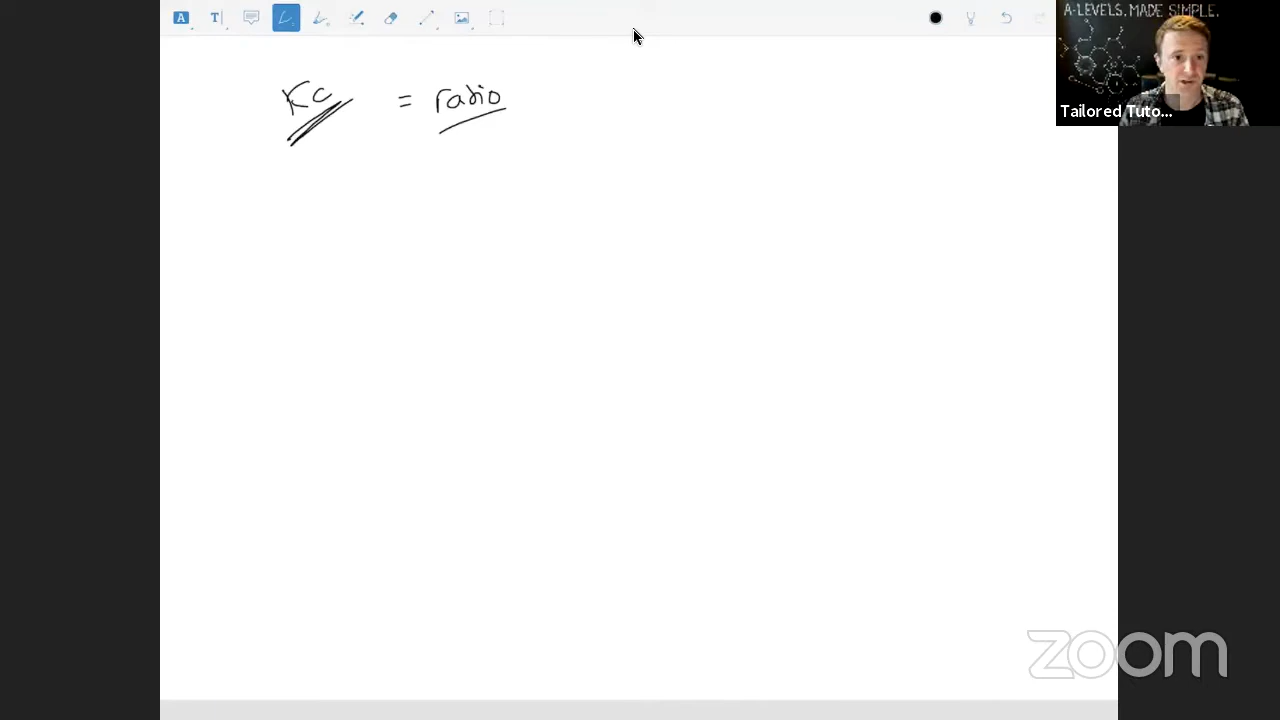 A T
A-LEVELS. MADE SIMPLE.
Kc = ratio
Tailored Tuto...
zoom